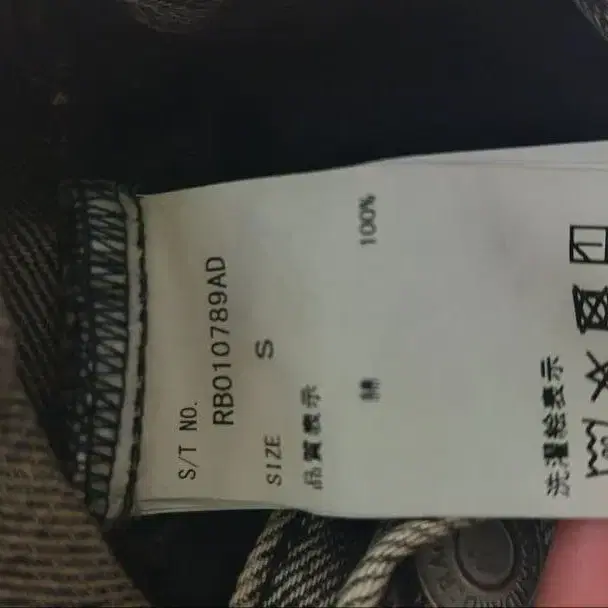 S/T NO.
RB010789AD
SIZE S
品質表示
綿 100%
洗濯絵表示